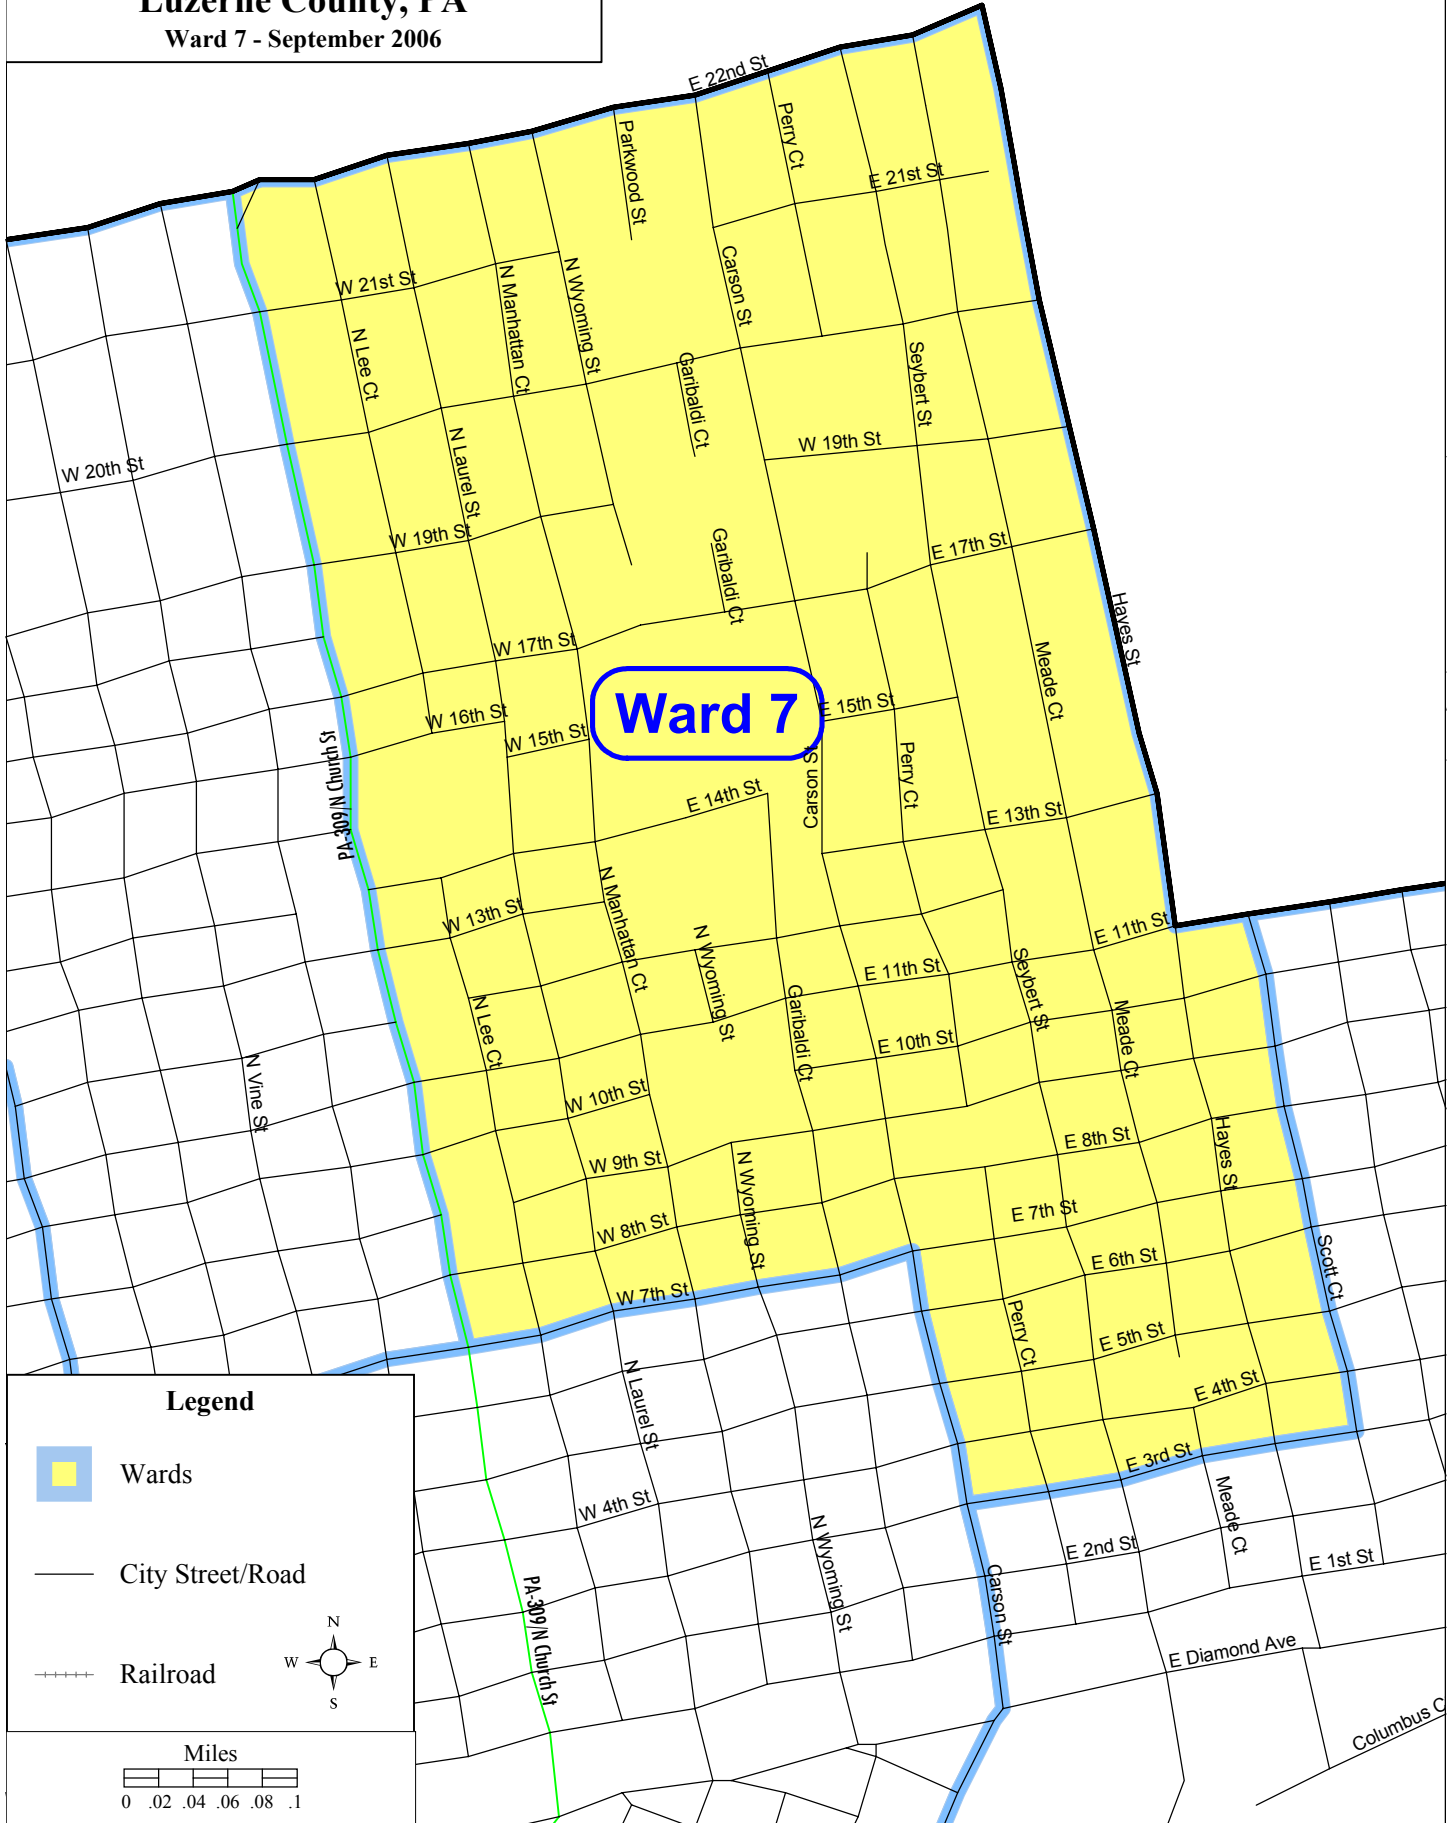 Luzerne County, PA
Ward 7 - September 2006
E 22nd St
Parkwood St
Perry Ct
E 21st St
W 21st St
N Manhattan Ct
N Wyoming St
Carson St
N Lee Ct
Garibaldi Ct
Seybert St
W 19th St
W 20th St
N Laurel St
W 19th St
Garibaldi Ct
E 17th St
Hayes St
W 17th St
Meade Ct
Ward 7
E 15th St
W 16th St
W 15th St
PA-309/N Church St
Carson St
Perry Ct
E 14th St
E 13th St
N Manhattan Ct
W 13th St
N Wyoming St
E 11th St
E 11th St
Seybert St
N Lee Ct
Garibaldi Ct
Meade Ct
E 10th St
N Vine St
W 10th St
E 8th St
Hayes St
W 9th St
N Wyoming St
E 7th St
W 8th St
E 6th St
Scott Ct
W 7th St
Perry Ct
E 5th St
N Laurel St
E 4th St
E 3rd St
Meade Ct
W 4th St
N Wyoming St
E 2nd St
E 1st St
Carson St
PA-309/N Church St
E Diamond Ave
Columbus C
Legend
Wards
City Street/Road
Railroad
N
W E
S
Miles
0 .02 .04 .06 .08 .1